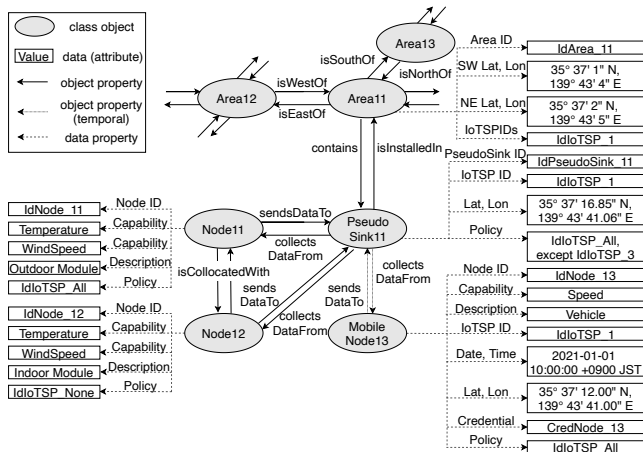 class object
Value
data (attribute)
object property
object property
(temporal)
data property
Area13
isSouthOf
isNorthOf
isWestOf
Area12
Area11
isEastOf
contains
isInstalledIn
Area ID
IdArea_11
SW Lat, Lon
35° 37' 1" N,
139° 43' 4" E
NE Lat, Lon
35° 37' 2" N,
139° 43' 5" E
IoTSPIDs
IdIoTSP_1
PseudoSink ID
IdPseudoSink_11
IoTSP ID
IdIoTSP_1
Lat, Lon
35° 37' 16.85" N,
139° 43' 41.06" E
Policy
IdIoTSP_All,
except IdIoTSP_3
Node ID
IdNode_11
Capability
Temperature
Capability
WindSpeed
Description
Outdoor Module
Policy
IdIoTSP_All
Node11
sendsDataTo
collects
DataFrom
Pseudo
Sink11
isCollocatedWith
sends
DataTo
collects
DataFrom
sends
DataTo
collects
DataFrom
Node ID
IdNode_12
Capability
Temperature
Capability
WindSpeed
Description
Indoor Module
Policy
IdIoTSP_None
Node12
Mobile
Node13
Node ID
IdNode_13
Capability
Speed
Description
Vehicle
IoTSP ID
IdIoTSP_1
Date, Time
2021-01-01
10:00:00 +0900 JST
Lat, Lon
35° 37' 12.00" N,
139° 43' 41.00" E
Credential
CredNode_13
Policy
IdIoTSP_All